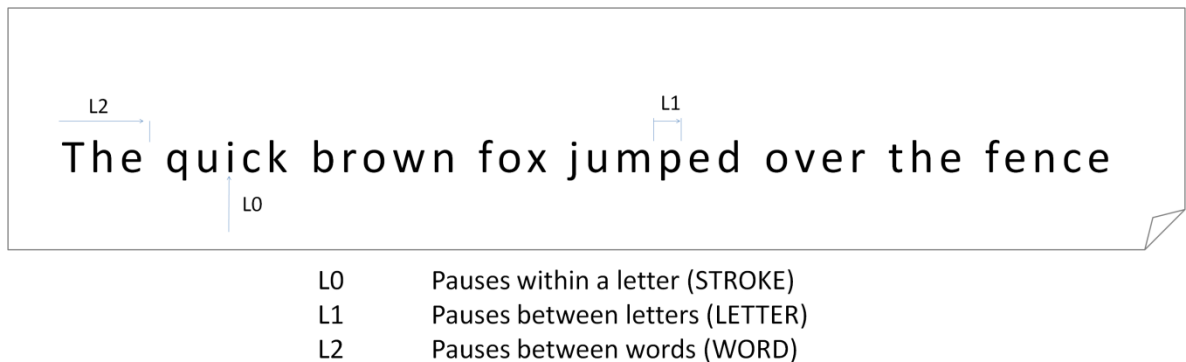 L2 L1
The quick brown fox jumped over the fence
L0
L0 Pauses within a letter (STROKE)
L1 Pauses between letters (LETTER)
L2 Pauses between words (WORD)